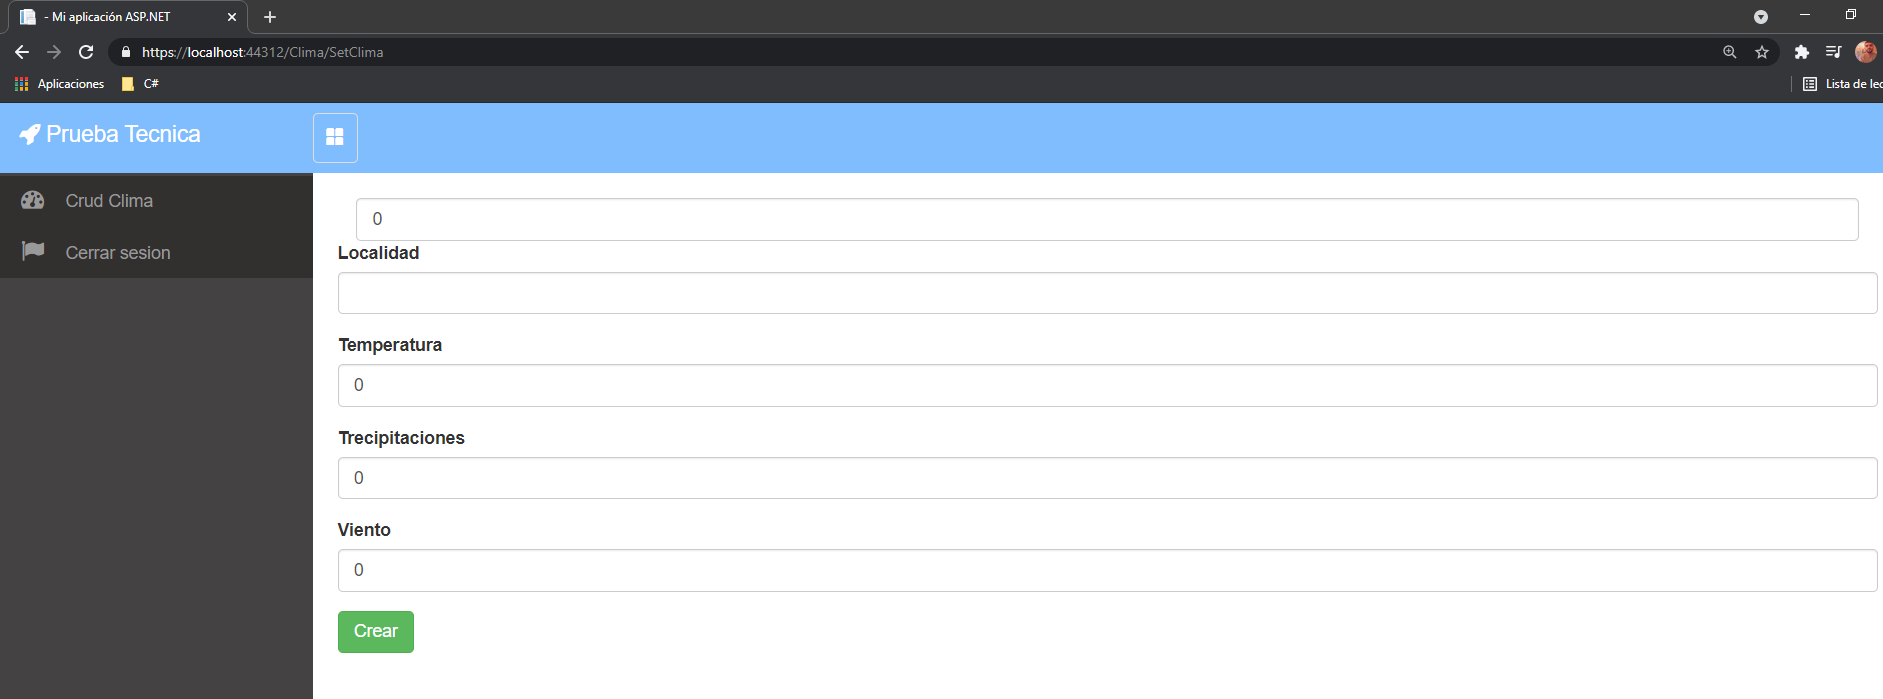 - Mi aplicación ASP.NET
https://localhost:44312/Clima/SetClima
Aplicaciones
C#
Lista de lec
Prueba Tecnica
Crud Clima
Cerrar sesion
0
Localidad
Temperatura
0
Trecipitaciones
0
Viento
0
Crear